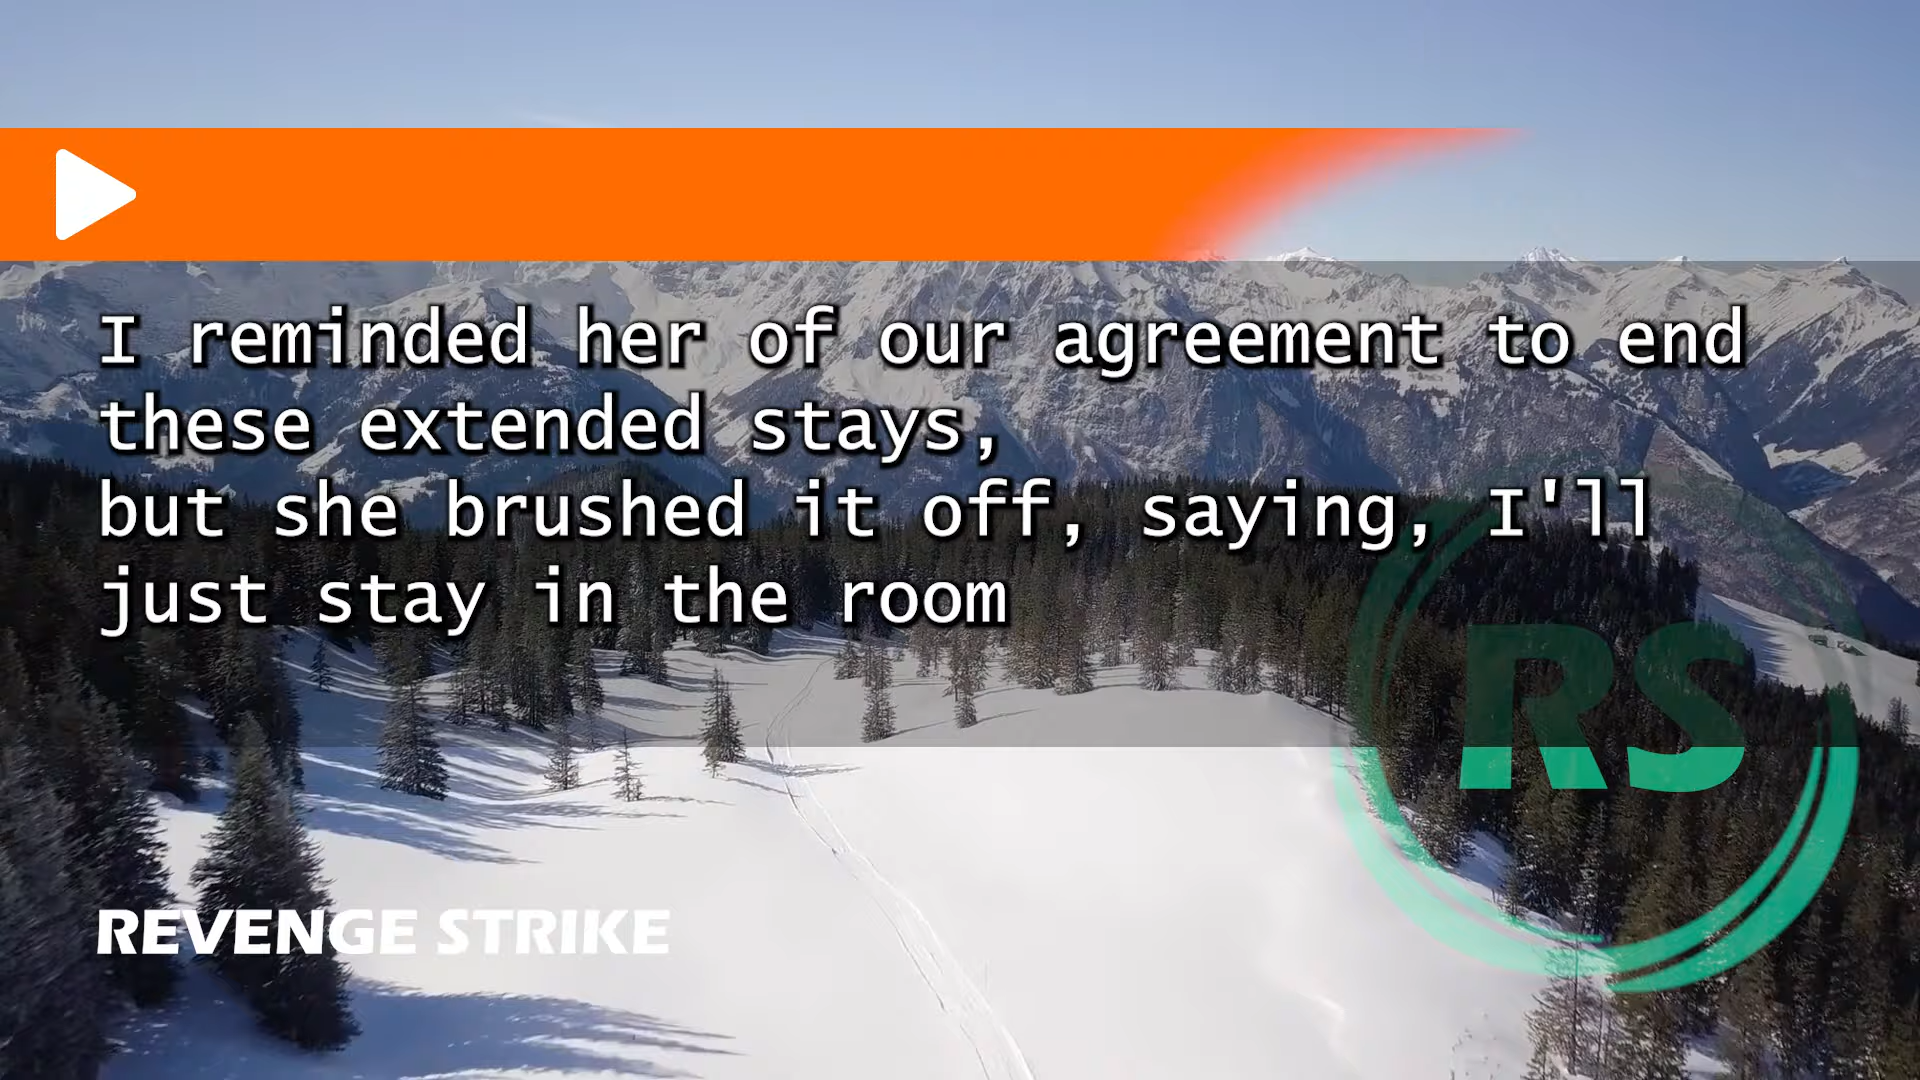 I reminded her of our agreement to end
these extended stays,
but she brushed it off, saying, I'll
just stay in the room
RS
REVENGE STRIKE